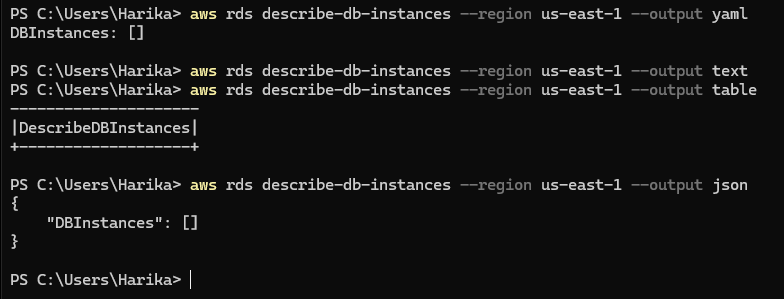 PS C:\Users\Harika> aws rds describe-db-instances --region us-east-1 --output yaml
DBInstances: []
PS C:\Users\Harika> aws rds describe-db-instances --region us-east-1 --output text
PS C:\Users\Harika> aws rds describe-db-instances --region us-east-1 --output table
---------------------
|DescribeDBInstances|
+-------------------+
PS C:\Users\Harika> aws rds describe-db-instances --region us-east-1 --output json
{
    "DBInstances": []
}
PS C:\Users\Harika>